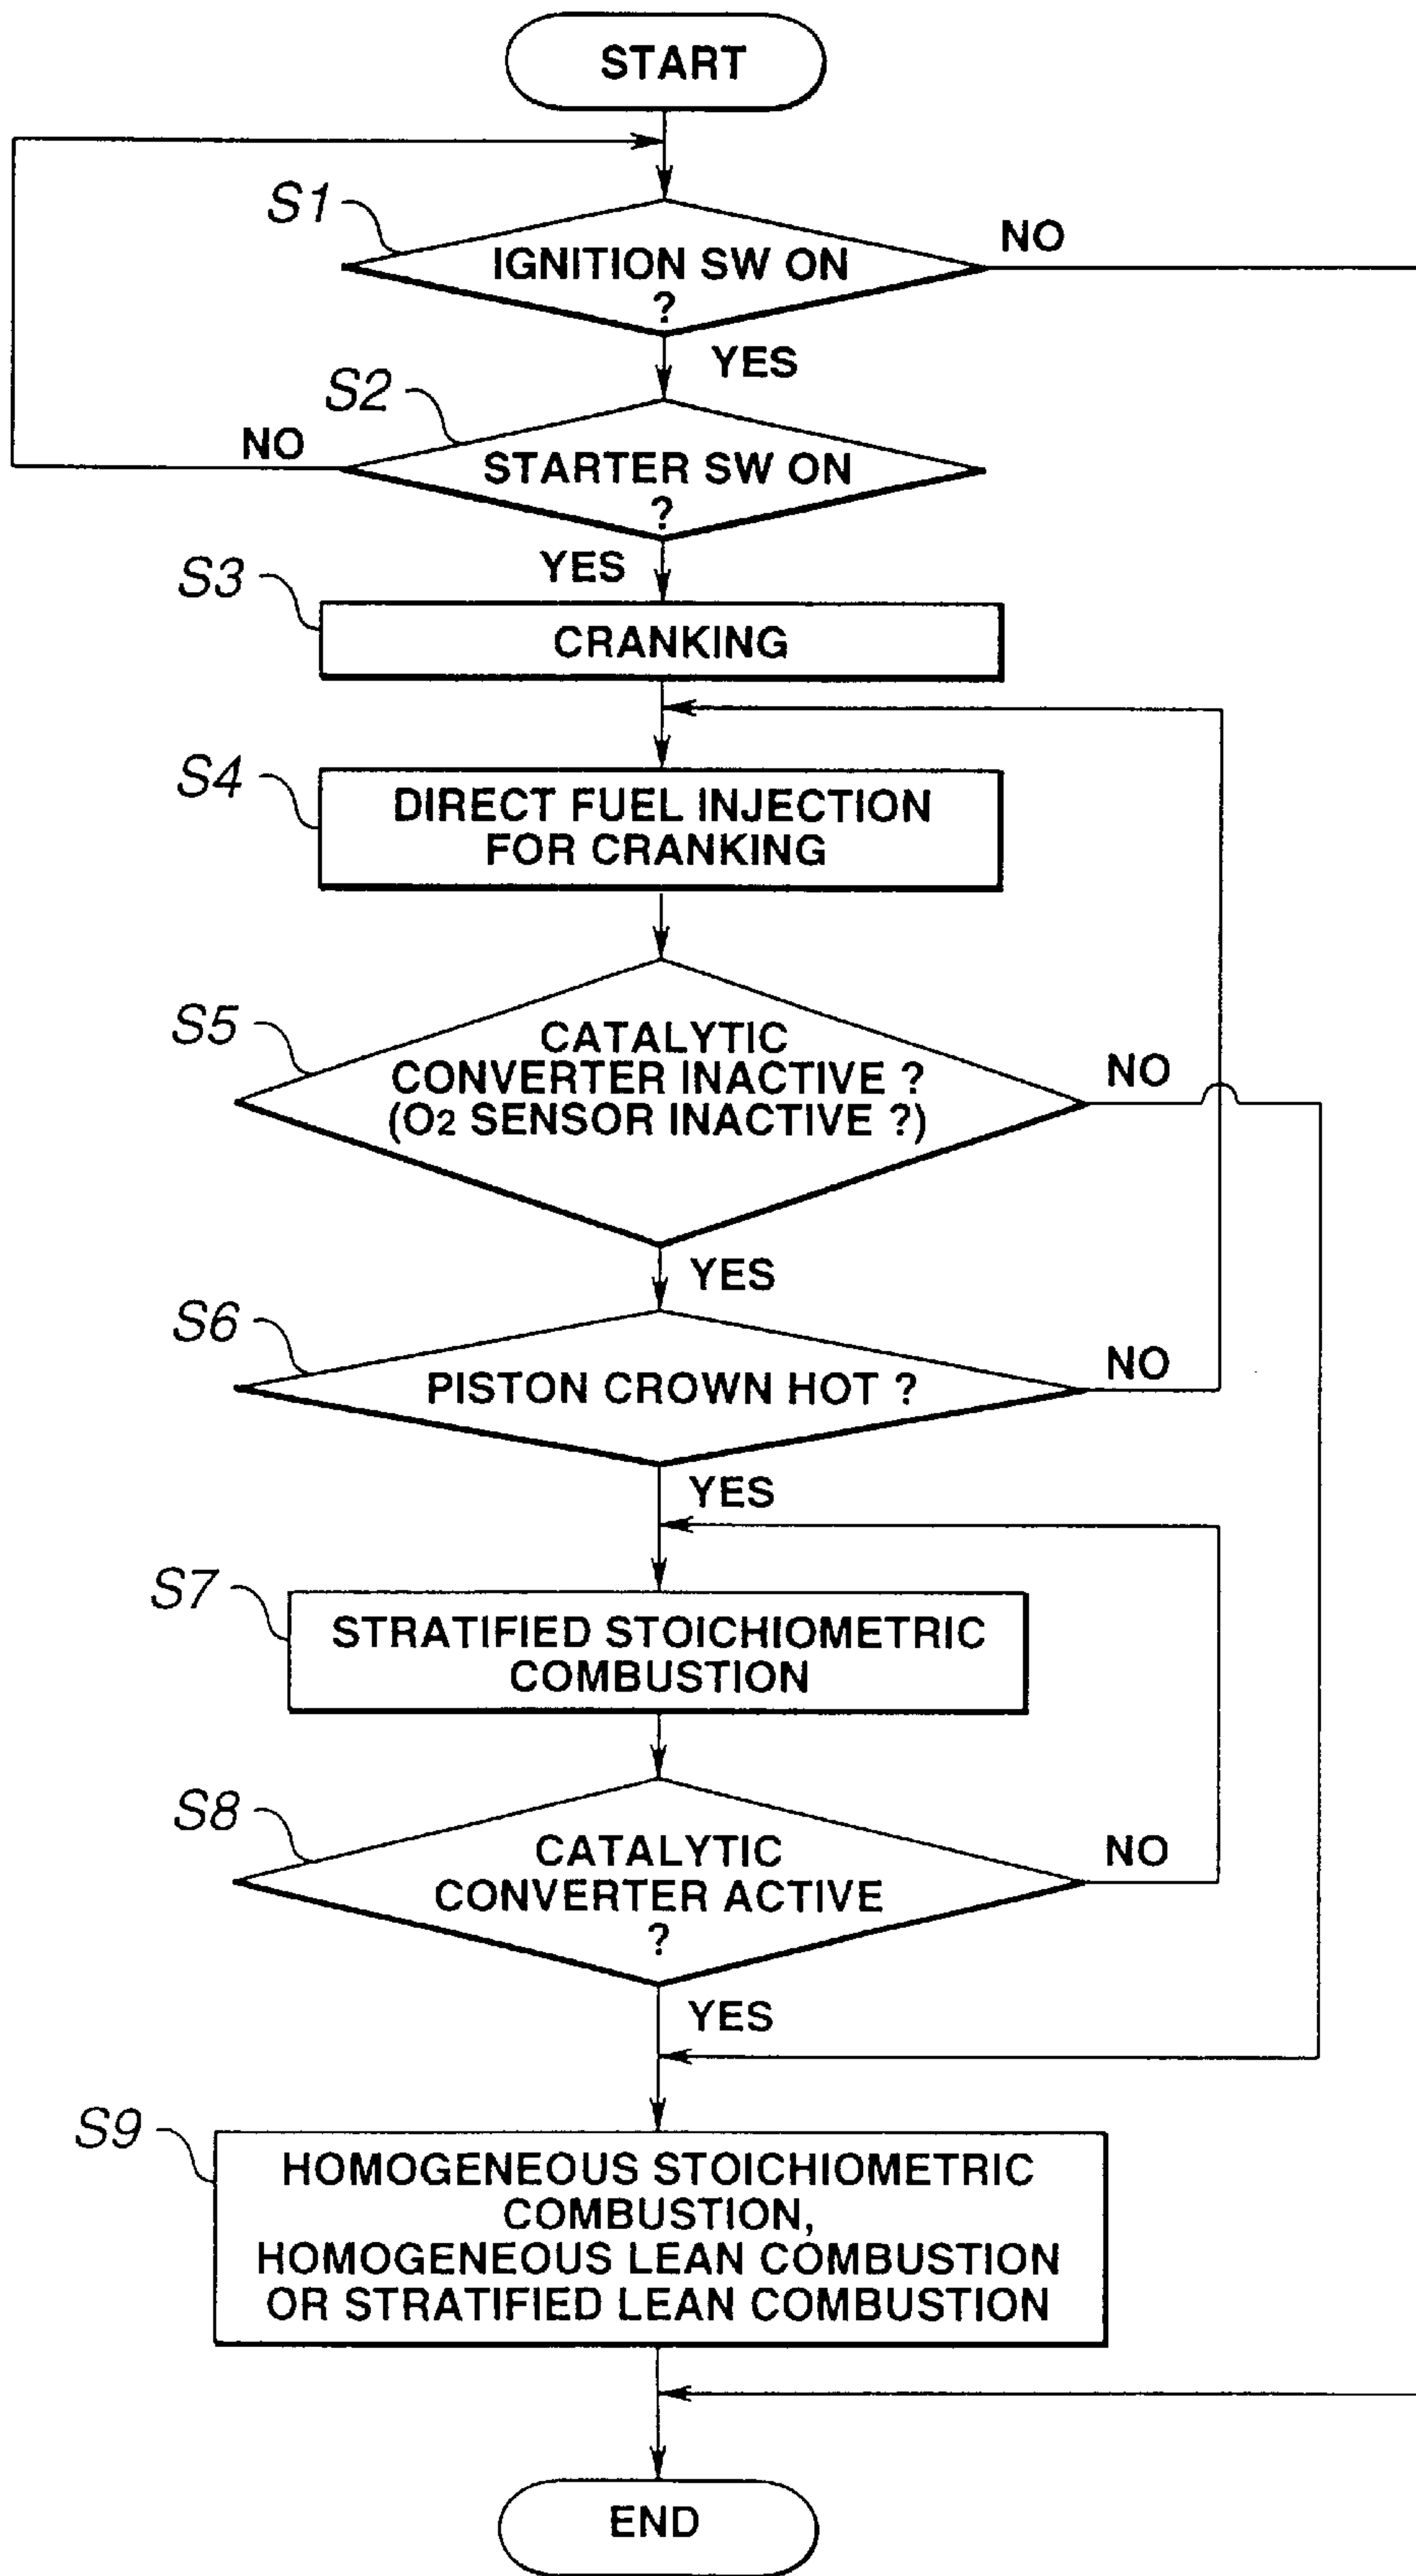 START
S1
IGNITION SW ON
?
NO
YES
S2
STARTER SW ON
?
NO
YES
S3
CRANKING
S4
DIRECT FUEL INJECTION
FOR CRANKING
S5
CATALYTIC
CONVERTER INACTIVE ?
(O2 SENSOR INACTIVE ?)
NO
YES
S6
PISTON CROWN HOT ?
NO
YES
S7
STRATIFIED STOICHIOMETRIC
COMBUSTION
S8
CATALYTIC
CONVERTER ACTIVE
?
NO
YES
S9
HOMOGENEOUS STOICHIOMETRIC
COMBUSTION,
HOMOGENEOUS LEAN COMBUSTION
OR STRATIFIED LEAN COMBUSTION
END